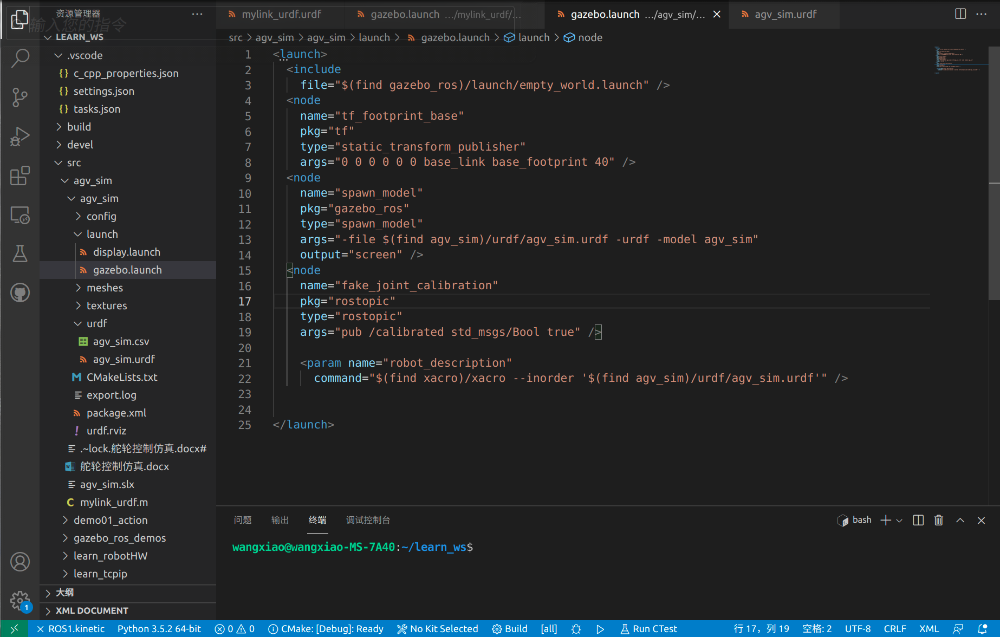 资源管理器
输入您的指令
LEARN_WS
.vscode
{} c_cpp_properties.json
{} settings.json
{} tasks.json
build
devel
src
agv_sim
agv_sim
config
launch
display.launch
gazebo.launch
meshes
textures
urdf
agv_sim.csv
agv_sim.urdf
M CMakeLists.txt
export.log
package.xml
! urdf.rviz
.~lock.舵轮控制仿真.docx#
舵轮控制仿真.docx
agv_sim.slx
C mylink_urdf.m
demo01_action
gazebo_ros_demos
learn_robotHW
learn_tcpip
大纲
XML DOCUMENT
mylink_urdf.urdf
gazebo.launch .../mylink_urdf/...
gazebo.launch .../agv_sim/...
agv_sim.urdf
src > agv_sim > agv_sim > launch > gazebo.launch > launch > node
1 <launch>
2 <include
3 file="$(find gazebo_ros)/launch/empty_world.launch" />
4 <node
5 name="tf_footprint_base"
6 pkg="tf"
7 type="static_transform_publisher"
8 args="0 0 0 0 0 0 base_link base_footprint 40" />
9 <node
10 name="spawn_model"
11 pkg="gazebo_ros"
12 type="spawn_model"
13 args="-file $(find agv_sim)/urdf/agv_sim.urdf -urdf -model agv_sim"
14 output="screen" />
15 <node
16 name="fake_joint_calibration"
17 pkg="rostopic"
18 type="rostopic"
19 args="pub /calibrated std_msgs/Bool true" />
20
21 <param name="robot_description"
22 command="$(find xacro)/xacro --inorder '$(find agv_sim)/urdf/agv_sim.urdf'" />
23
24
25 </launch>
问题 输出 终端 调试控制台
bash
wangxiao@wangxiao-MS-7A40:~/learn_ws$
1
ROS1.kinetic Python 3.5.2 64-bit 0 0 CMake: [Debug]: Ready No Kit Selected Build [all] Run CTest 行 17，列 19 空格: 2 UTF-8 CRLF XML